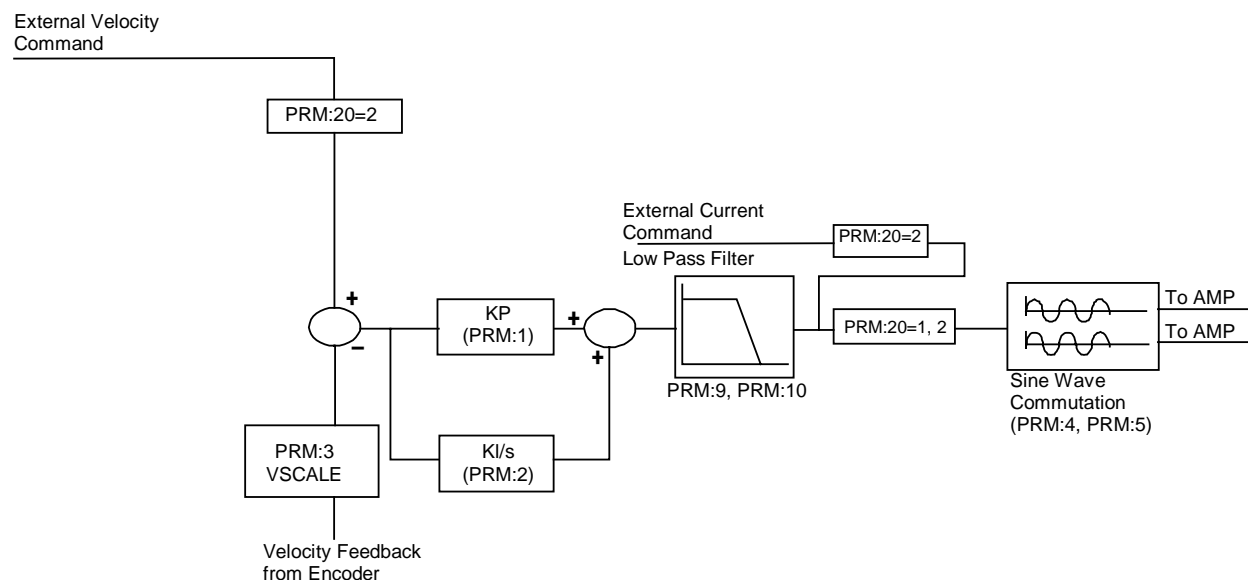 External Velocity
Command
PRM:20=2
External Current
Command
PRM:20=2
Low Pass Filter
+
−
KP
(PRM:1)
+
+
PRM:20=1, 2
To AMP
To AMP
PRM:9, PRM:10
Sine Wave
Commutation
(PRM:4, PRM:5)
PRM:3
VSCALE
KI/s
(PRM:2)
Velocity Feedback
from Encoder